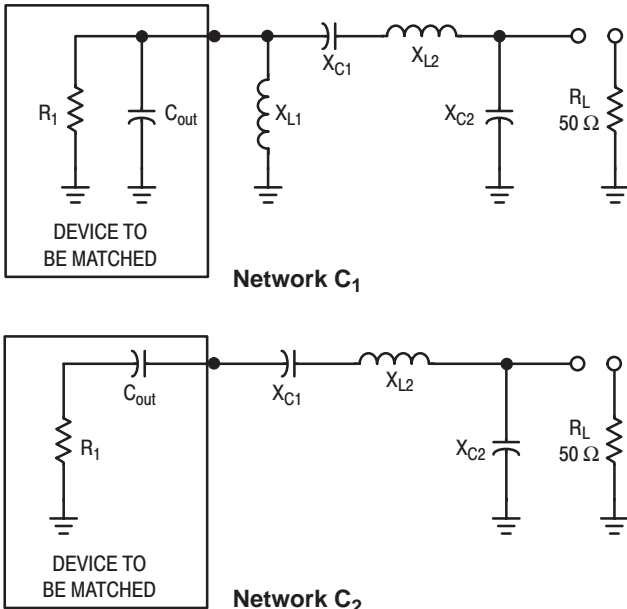 R1
Cout
XL1
XC1
XL2
XC2
RL
50 Ω
DEVICE TO
BE MATCHED
Network C1
R1
Cout
XC1
XL2
XC2
RL
50 Ω
DEVICE TO
BE MATCHED
Network C2